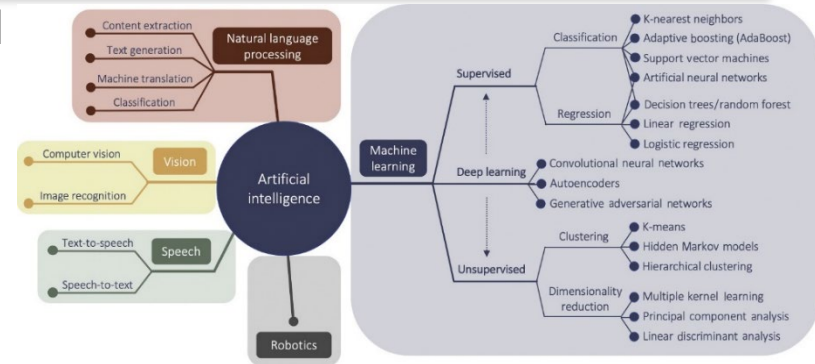 Content extraction
Text generation
Machine translation
Classification
Natural language
processing
Computer vision
Image recognition
Vision
Text-to-speech
Speech-to-text
Speech
Robotics
Artificial
intelligence
Machine
learning
Supervised
Classification
K-nearest neighbors
Adaptive boosting (AdaBoost)
Support vector machines
Artificial neural networks
Regression
Decision trees/random forest
Linear regression
Logistic regression
Deep learning
Convolutional neural networks
Autoencoders
Generative adversarial networks
Unsupervised
Clustering
K-means
Hidden Markov models
Hierarchical clustering
Dimensionality
reduction
Multiple kernel learning
Principal component analysis
Linear discriminant analysis